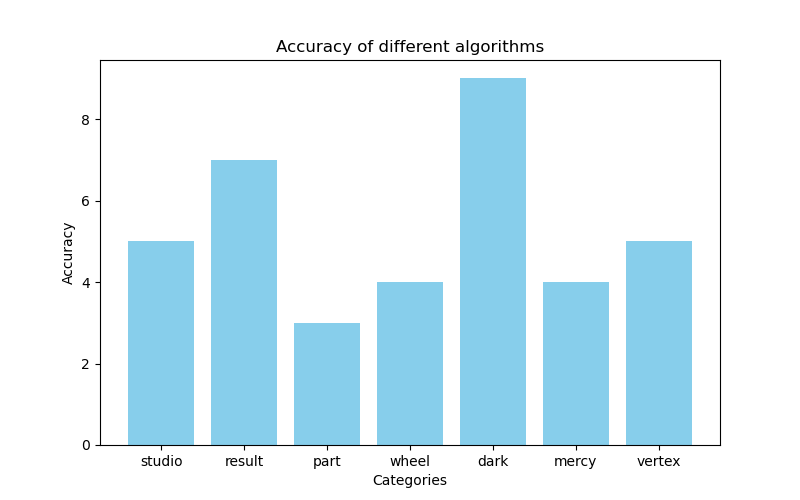 Accuracy of different algorithms
8
6
4
2
0
Accuracy
studio result part wheel dark mercy vertex
Categories